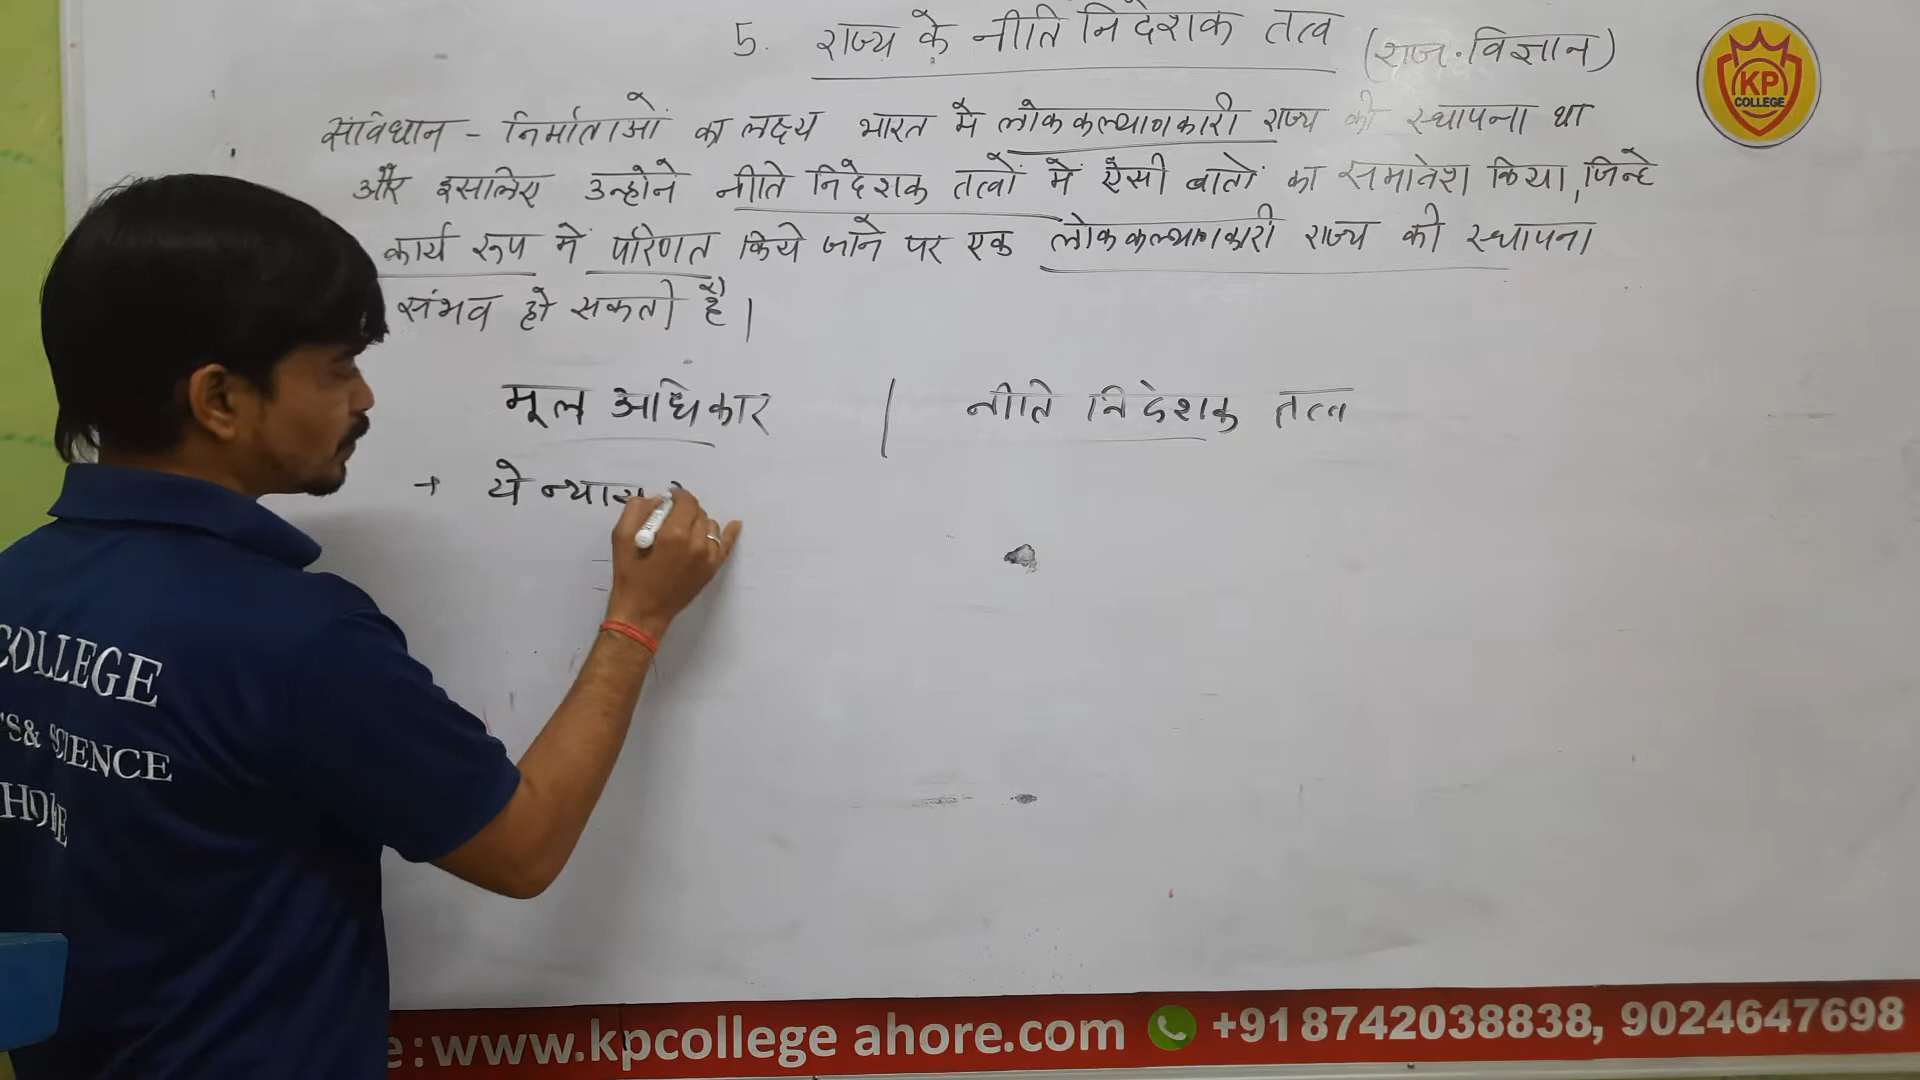 5. राज्य के नीति निदेशक तत्व (राज. विज्ञान)
KP
COLLEGE
संविधान - निर्माताओं का लक्ष्य भारत में लोककल्याणकारी राज्य की स्थापना था
और इसलिए उन्होने नीति निदेशक तत्वों में ऐसी बातों का समावेश किया, जिन्हे
कार्य रूप में परिणत किये जाने पर एक लोककल्याणकारी राज्य की स्थापना
संभव हो सकती है।
मूल अधिकार | नीति निदेशक तत्व
→ ये न्याय
COLLEGE
'S& SCIENCE
e:www.kpcollege ahore.com +91 8742038838, 9024647698